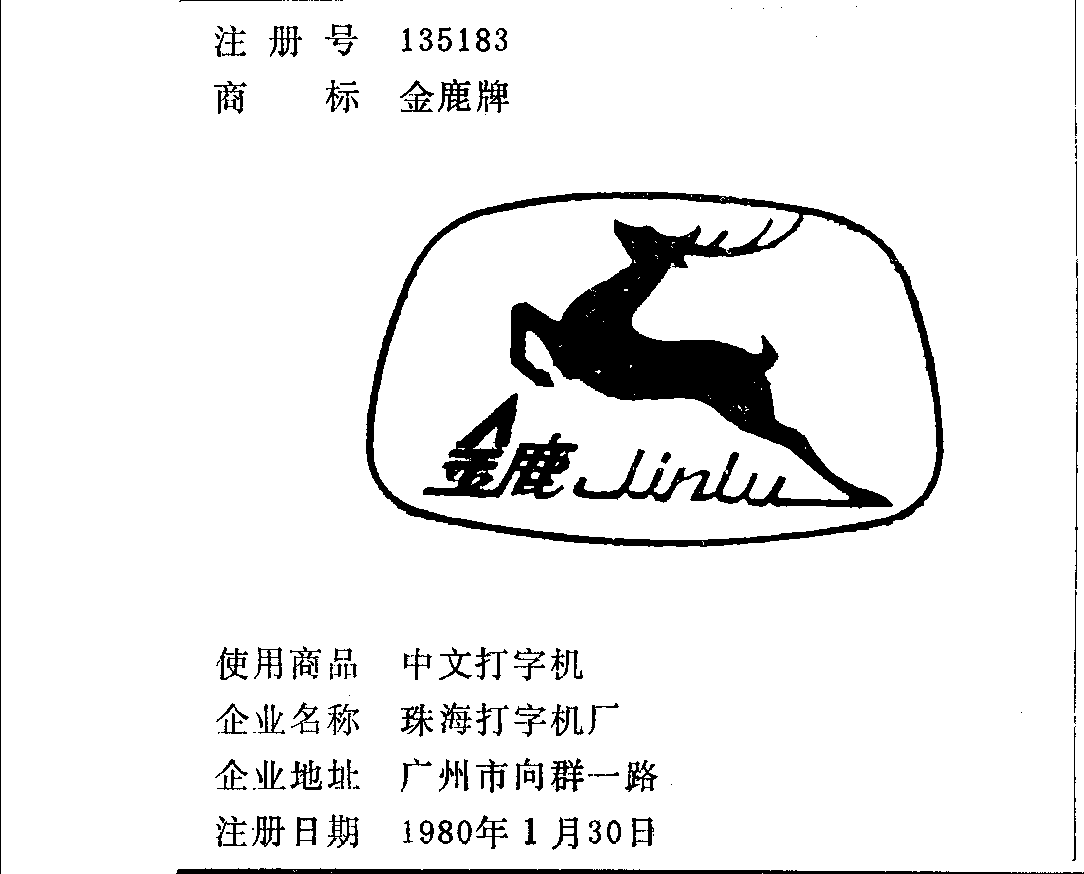 注册号 135183
商标 金鹿牌
金鹿 Jinlu
使用商品 中文打字机
企业名称 珠海打字机厂
企业地址 广州市向群一路
注册日期 1980年1月30日